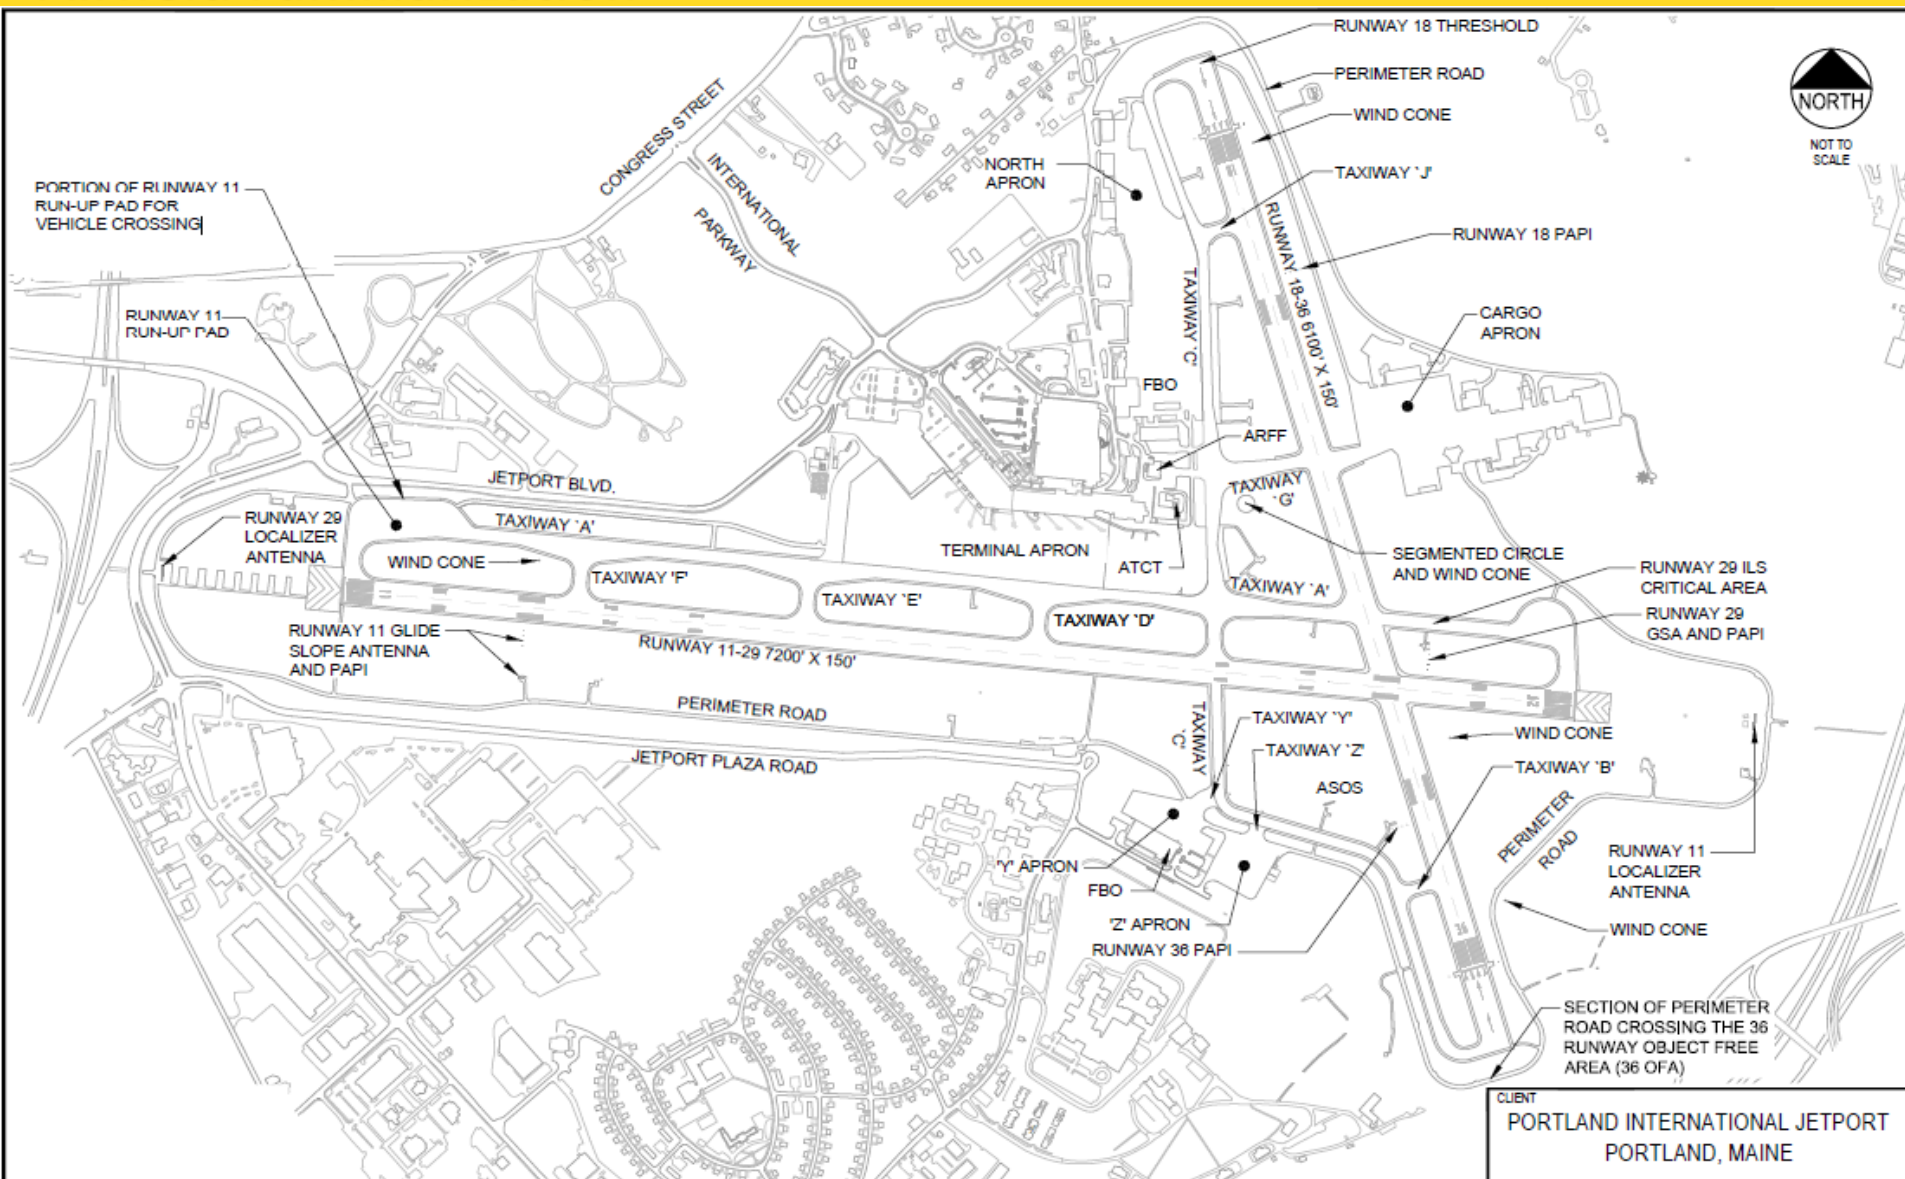 RUNWAY 18 THRESHOLD
PERIMETER ROAD
WIND CONE
NORTH
NOT TO
SCALE
CONGRESS STREET
INTERNATIONAL
PARKWAY
NORTH
APRON
TAXIWAY `J'
PORTION OF RUNWAY 11
RUN-UP PAD FOR
VEHICLE CROSSING
RUNWAY 18 PAPI
RUNWAY 18-36 6100' X 150'
TAXIWAY `C'
RUNWAY 11
RUN-UP PAD
CARGO
APRON
FBO
ARFF
JETPORT BLVD.
TAXIWAY
`G'
RUNWAY 29
LOCALIZER
ANTENNA
TAXIWAY `A'
WIND CONE
TERMINAL APRON
ATCT
SEGMENTED CIRCLE
AND WIND CONE
RUNWAY 29 ILS
CRITICAL AREA
TAXIWAY 'F'
TAXIWAY `E'
TAXIWAY `D'
TAXIWAY `A'
RUNWAY 29
GSA AND PAPI
11
RUNWAY 11 GLIDE
SLOPE ANTENNA
AND PAPI
RUNWAY 11-29 7200' X 150'
PERIMETER ROAD
JETPORT PLAZA ROAD
TAXIWAY
`C'
TAXIWAY `Y'
TAXIWAY `Z'
WIND CONE
TAXIWAY `B'
ASOS
PERIMETER
ROAD
RUNWAY 11
LOCALIZER
ANTENNA
'Y' APRON
FBO
'Z' APRON
RUNWAY 36 PAPI
36
WIND CONE
SECTION OF PERIMETER
ROAD CROSSING THE 36
RUNWAY OBJECT FREE
AREA (36 OFA)
CLIENT
PORTLAND INTERNATIONAL JETPORT
PORTLAND, MAINE